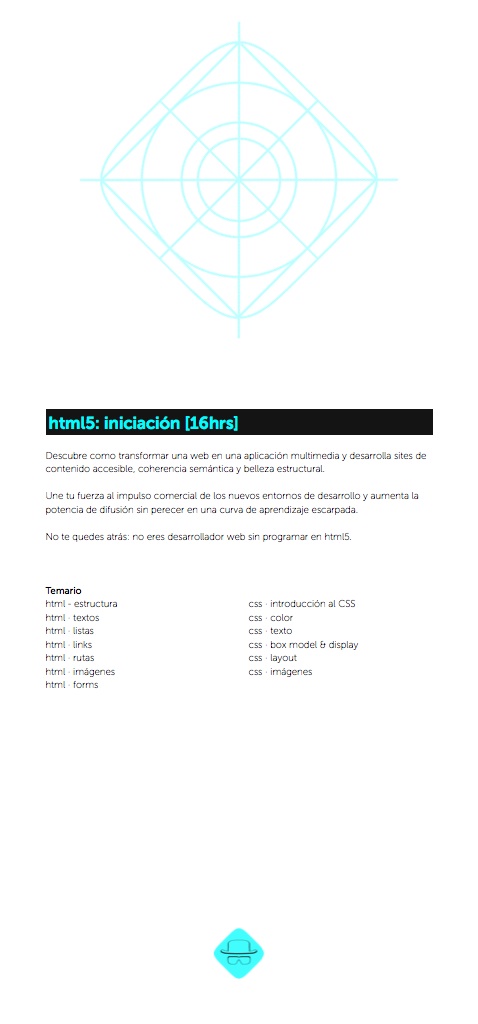 html5: iniciación [16hrs]
Descubre como transformar una web en una aplicación multimedia y desarrolla sites de
contenido accesible, coherencia semántica y belleza estructural.
Une tu fuerza al impulso comercial de los nuevos entornos de desarrollo y aumenta la
potencia de difusión sin perecer en una curva de aprendizaje escarpada.
No te quedes atrás: no eres desarrollador web sin programar en html5.
Temario
html - estructura
html · textos
html · listas
html · links
html · rutas
html · imágenes
html · forms
css · introducción al CSS
css · color
css · texto
css · box model & display
css · layout
css · imágenes